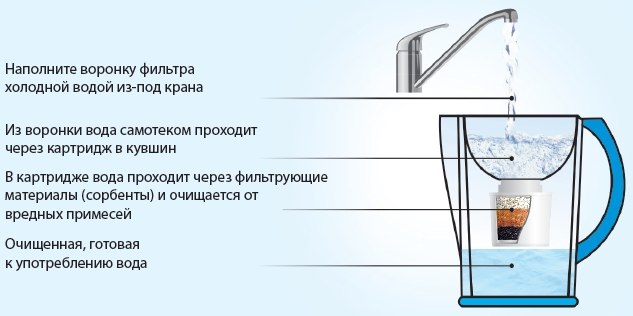 Наполните воронку фильтра
холодной водой из-под крана
Из воронки вода самотеком проходит
через картридж в кувшин
В картридже вода проходит через фильтрующие
материалы (сорбенты) и очищается от
вредных примесей
Очищенная, готовая
к употреблению вода